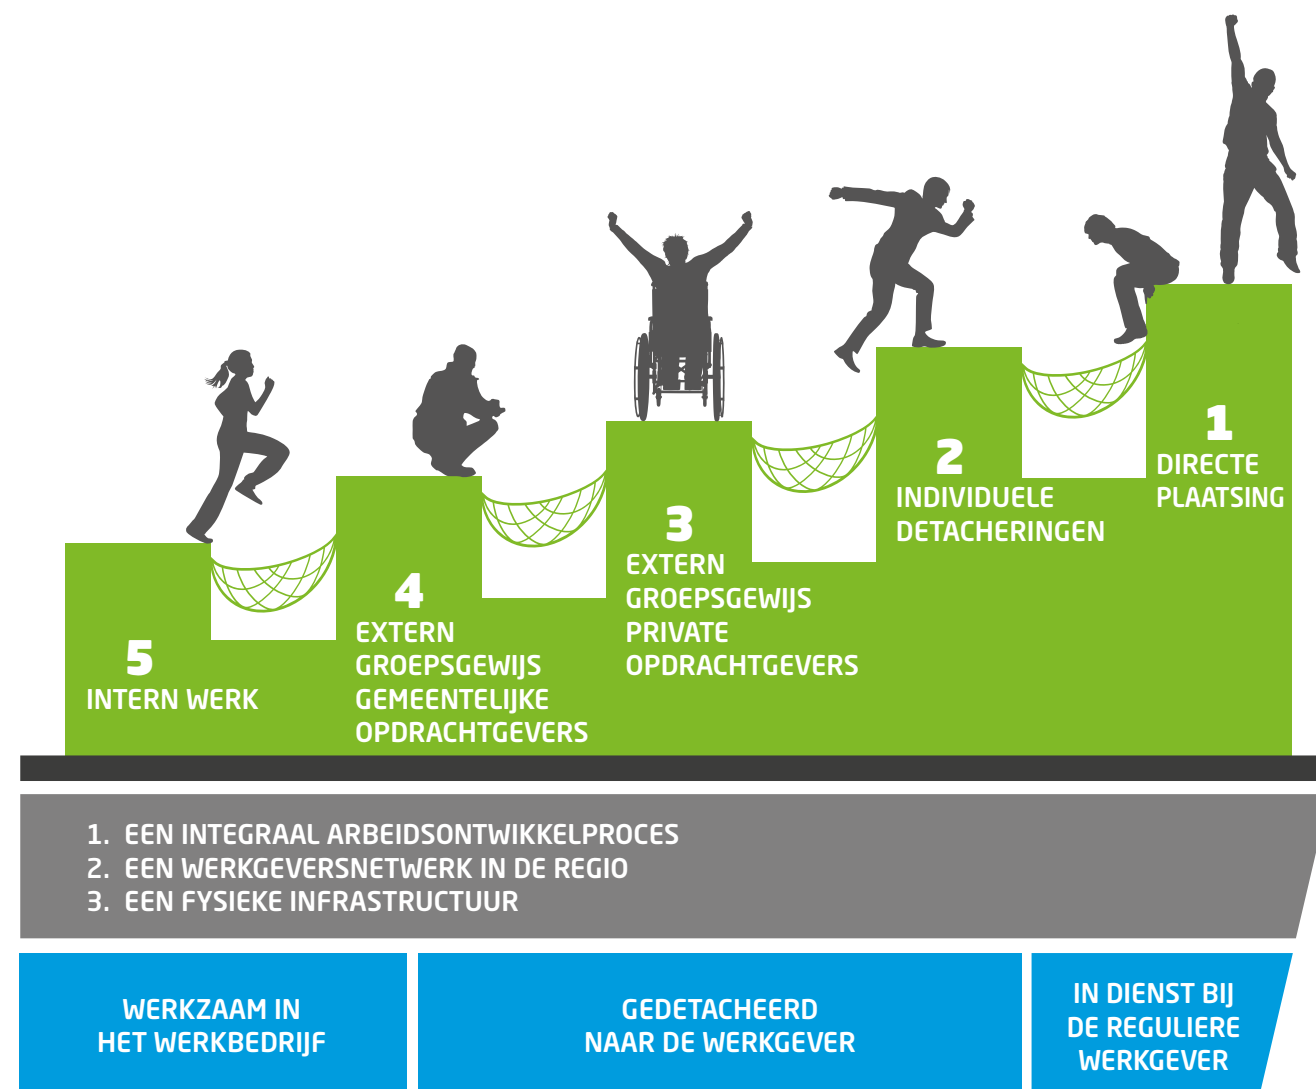 5
INTERN WERK
4
EXTERN
GROEPSGEWIJS
GEMEENTELIJKE
OPDRACHTGEVERS
3
EXTERN
GROEPSGEWIJS
PRIVATE
OPDRACHTGEVERS
2
INDIVIDUELE
DETACHERINGEN
1
DIRECTE
PLAATSING
1. EEN INTEGRAAL ARBEIDSONTWIKKELPROCES
2. EEN WERKGEVERSNETWERK IN DE REGIO
3. EEN FYSIEKE INFRASTRUCTUUR
WERKZAAM IN
HET WERKBEDRIJF
GEDETACHEERD
NAAR DE WERKGEVER
IN DIENST BIJ
DE REGULIERE
WERKGEVER